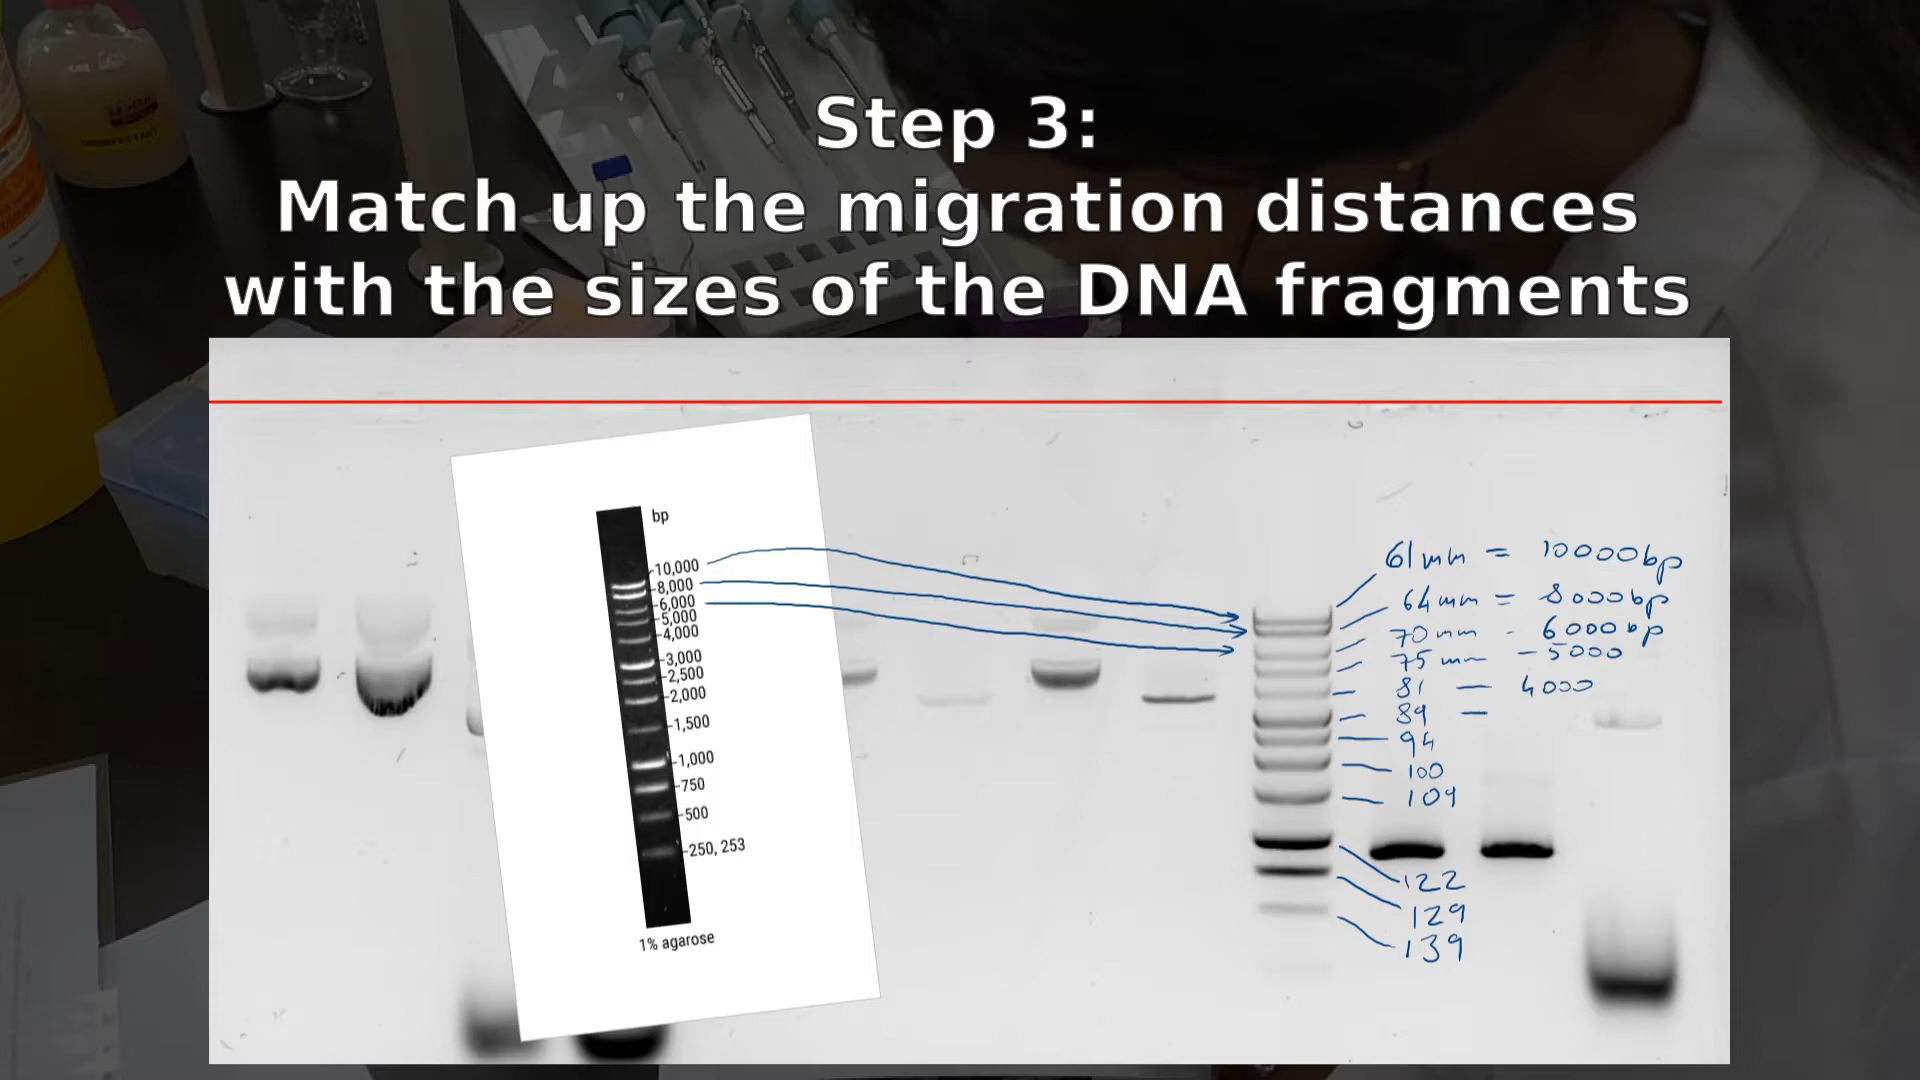 Step 3:
Match up the migration distances
with the sizes of the DNA fragments
bp
10,000
8,000
6,000
5,000
4,000
3,000
2,500
2,000
1,500
1,000
750
500
250, 253
1% agarose
61mm = 10000bp
64mm = 8000bp
70mm - 6000bp
75mm - 5000
81 — 4000
89 —
94
100
109
122
129
139
DISINFECTANT